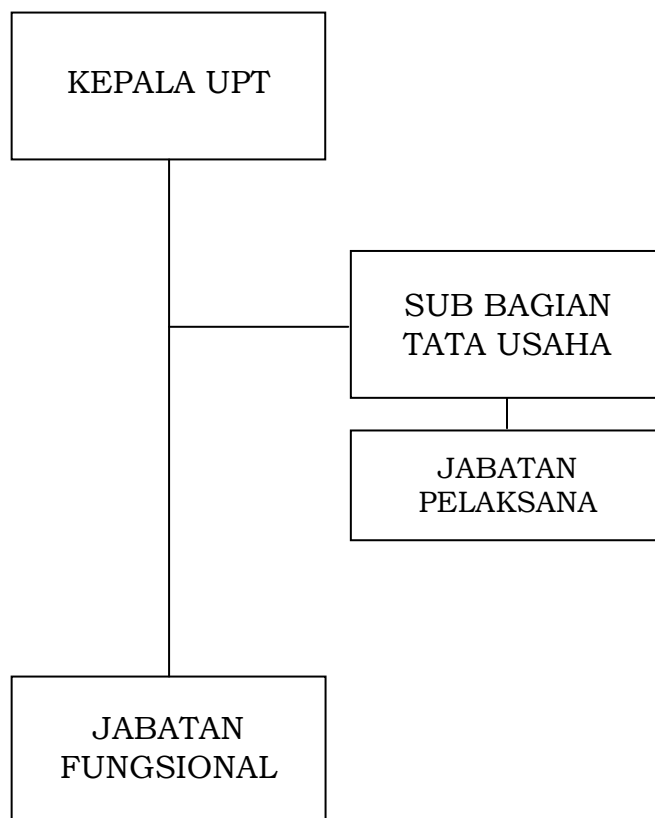 KEPALA UPT
SUB BAGIAN
TATA USAHA
JABATAN
PELAKSANA
JABATAN
FUNGSIONAL